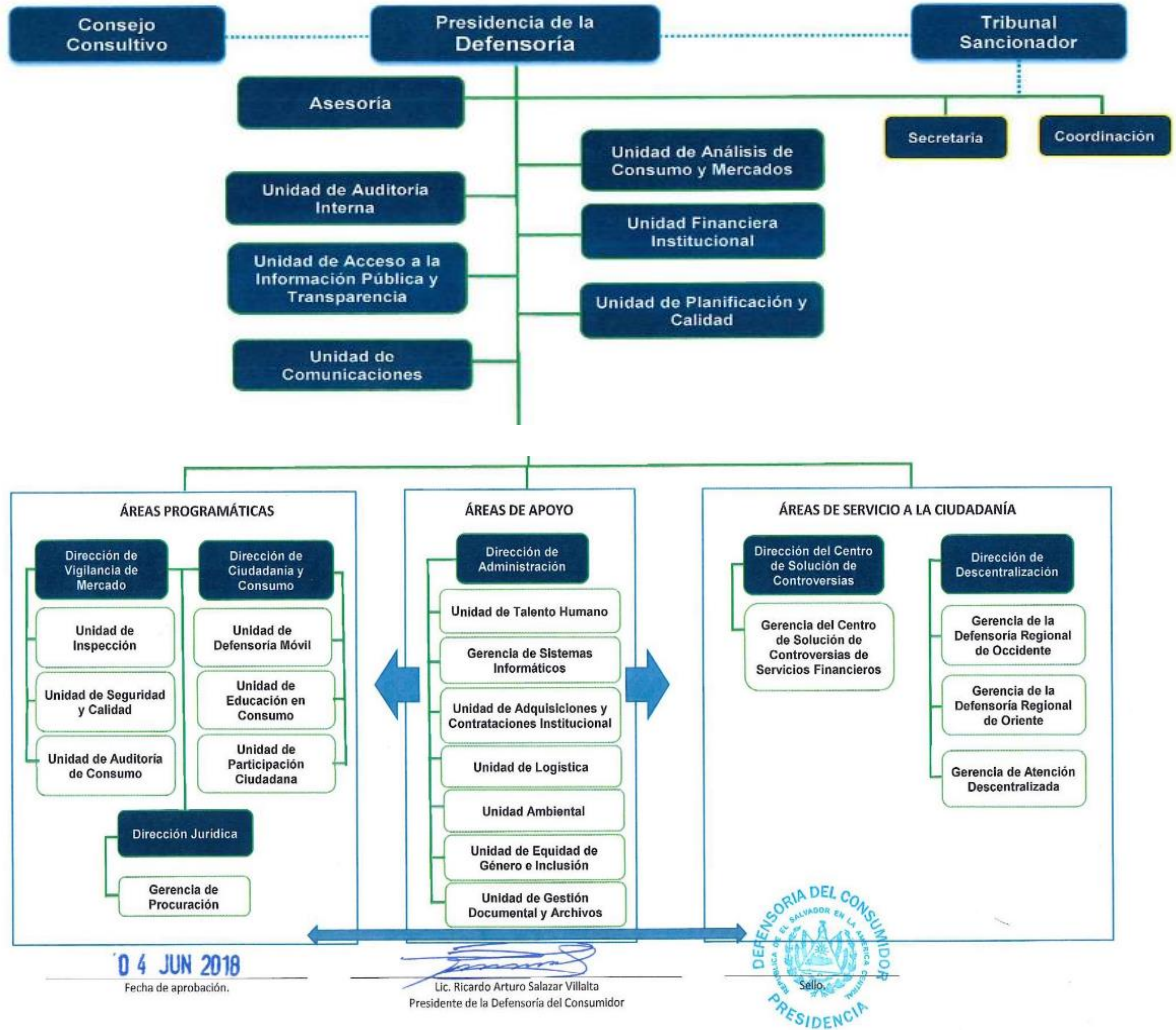 Consejo
Consultivo
Presidencia de la
Defensoría
Tribunal
Sancionador
Asesoría
Secretaría
Coordinación
Unidad de Análisis de
Consumo y Mercados
Unidad de Auditoría
Interna
Unidad Financiera
Institucional
Unidad de Acceso a la
Información Pública y
Transparencia
Unidad de Planificación y
Calidad
Unidad de
Comunicaciones
ÁREAS PROGRAMÁTICAS
Dirección de
Vigilancia de
Mercado
Dirección de
Ciudadanía y
Consumo
Unidad de
Inspección
Unidad de
Defensoría Móvil
Unidad de Seguridad
y Calidad
Unidad de
Educación en
Consumo
Unidad de Auditoría
de Consumo
Unidad de
Participación
Ciudadana
Dirección Jurídica
Gerencia de
Procuración
ÁREAS DE APOYO
Dirección de
Administración
Unidad de Talento Humano
Gerencia de Sistemas
Informáticos
Unidad de Adquisiciones y
Contrataciones Institucional
Unidad de Logística
Unidad Ambiental
Unidad de Equidad de
Género e Inclusión
Unidad de Gestión
Documental y Archivos
ÁREAS DE SERVICIO A LA CIUDADANÍA
Dirección del Centro
de Solución de
Controversias
Dirección de
Descentralización
Gerencia del Centro
de Solución de
Controversias de
Servicios Financieros
Gerencia de la
Defensoría Regional
de Occidente
Gerencia de la
Defensoría Regional
de Oriente
Gerencia de Atención
Descentralizada
04 JUN 2018
Fecha de aprobación.
Lic. Ricardo Arturo Salazar Villalta
Presidente de la Defensoría del Consumidor
DEFENSORIA DEL CONSUMIDOR
REPUBLICA DE EL SALVADOR EN LA AMERICA CENTRAL
Sello.
PRESIDENCIA